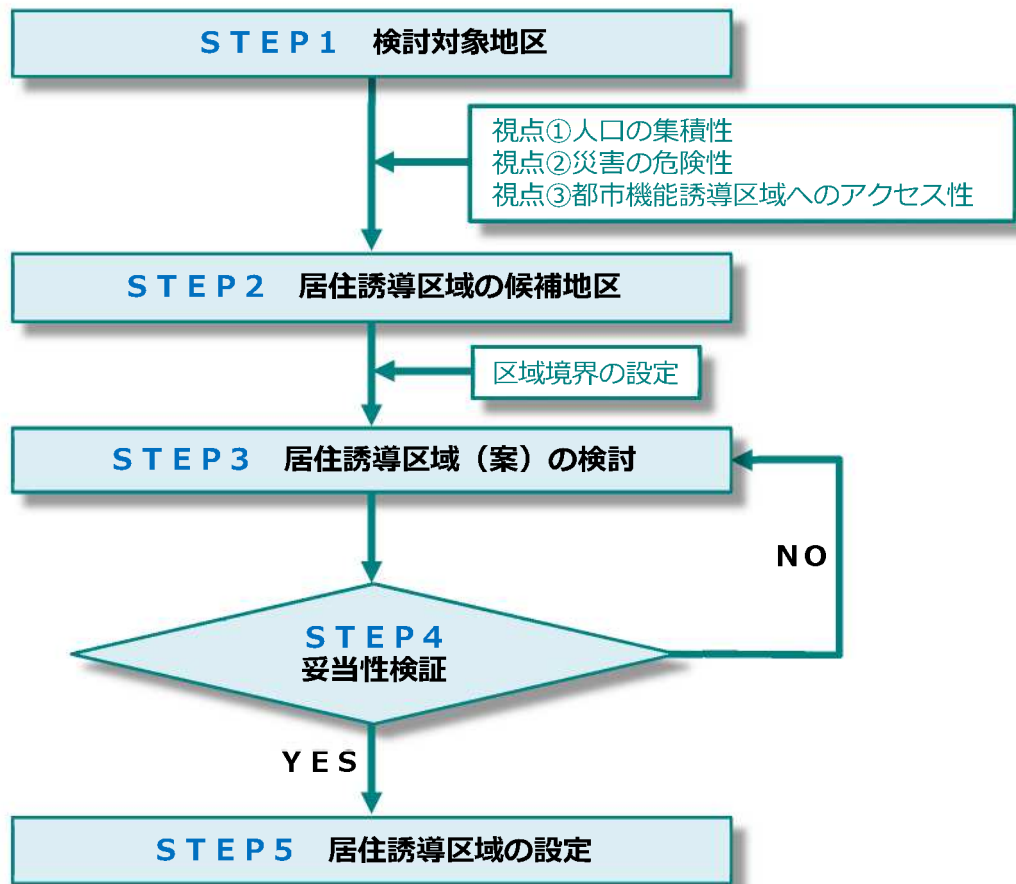 STEP1 検討対象地区
視点①人口の集積性
視点②災害の危険性
視点③都市機能誘導区域へのアクセス性
STEP2 居住誘導区域の候補地区
区域境界の設定
STEP3 居住誘導区域（案）の検討
NO
STEP4
妥当性検証
YES
STEP5 居住誘導区域の設定